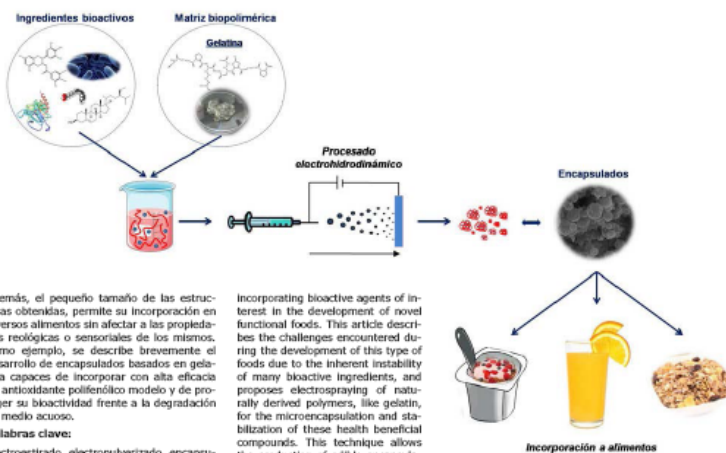 Ingredientes bioactivos
Matriz biopolimérica
Gelatina
Procesado
electrohidrodinámico
Encapsulados
emás, el pequeño tamaño de las estruc-
as obtenidas, permite su incorporación en
versos alimentos sin afectar a las propieda-
s reológicas o sensoriales de los mismos.
mo ejemplo, se describe brevemente el
sarrollo de encapsulados basados en gela-
a capaces de incorporar con alta eficacia
antioxidante polifenólico modelo y de pro-
ger su bioactividad frente a la degradación
medio acuoso.
labras clave:
ctroestirado, electropulverizado, encapsu-
incorporating bioactive agents of in-
terest in the development of novel
functional foods. This article descri-
bes the challenges encountered du-
ring the development of this type of
foods due to the inherent instability
of many bioactive ingredients, and
proposes electrospraying of natu-
rally derived polymers, like gelatin,
for the microencapsulation and sta-
bilization of these health beneficial
compounds. This technique allows
Incorporación a alimentos